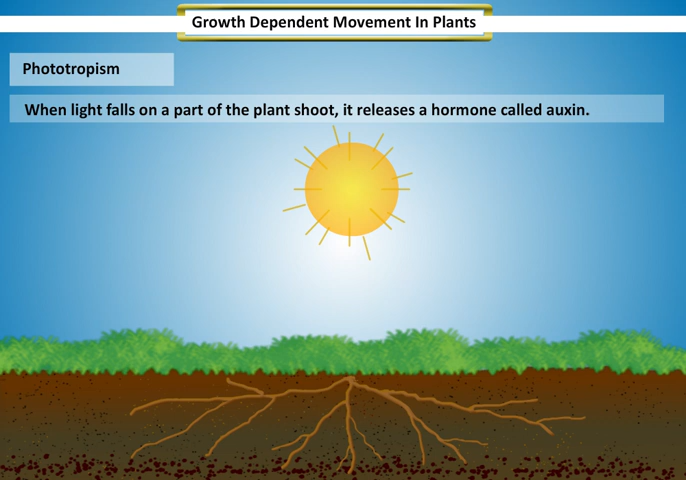 Growth Dependent Movement In Plants
Phototropism
When light falls on a part of the plant shoot, it releases a hormone called auxin.